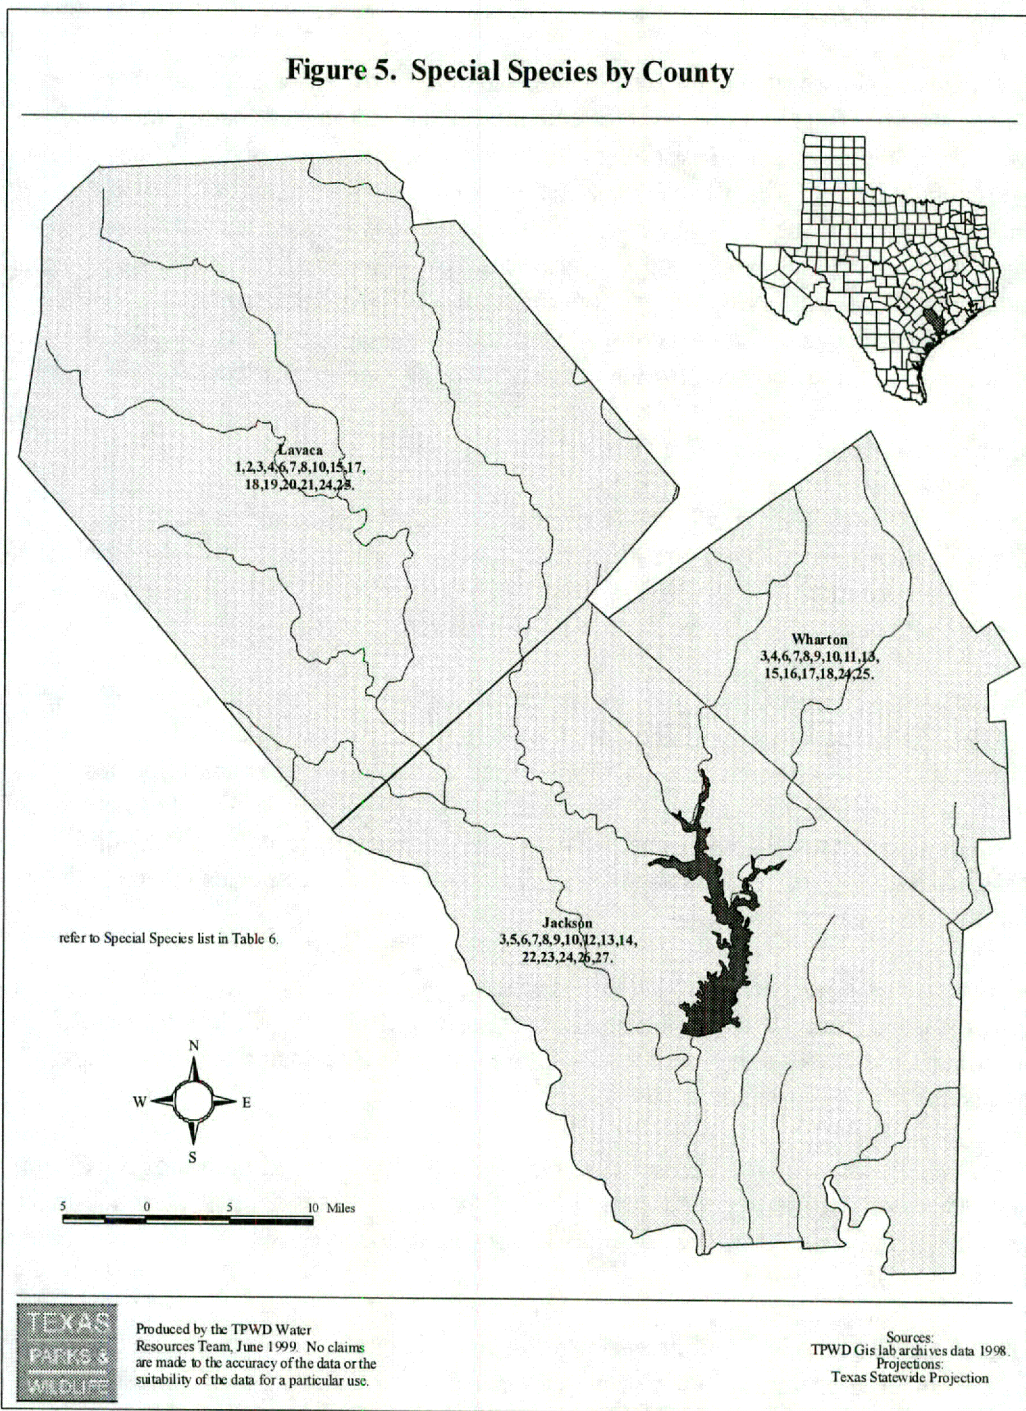 Figure 5. Special Species by County
Lavaca
1,2,3,4,6,7,8,10,15,17,
18,19,20,21,24,25.
Wharton
3,4,6,7,8,9,10,11,13,
15,16,17,18,24,25.
Jackson
3,5,6,7,8,9,10,12,13,14,
22,23,24,26,27.
refer to Special Species list in Table 6.
N
W E
S
5 0 5 10 Miles
TEXAS
PARKS &
WILDLIFE
Produced by the TPWD Water
Resources Team, June 1999. No claims
are made to the accuracy of the data or the
suitability of the data for a particular use.
Sources:
TPWD Gis lab archives data 1998.
Projections:
Texas Statewide Projection